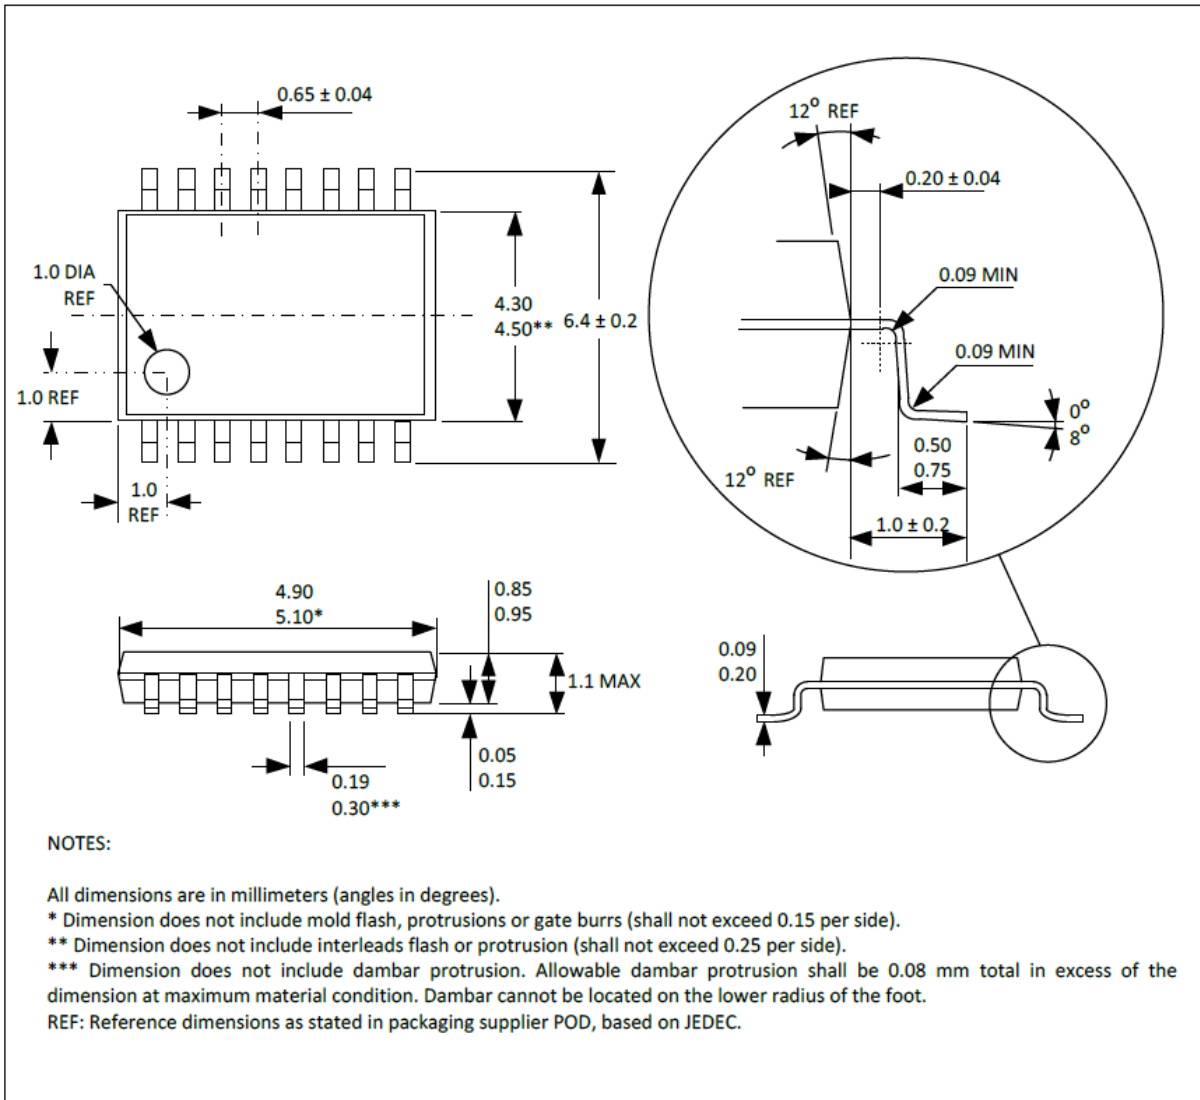 0.65 ± 0.04
12° REF
0.20 ± 0.04
1.0 DIA
REF
0.09 MIN
4.30
4.50**
6.4 ± 0.2
0.09 MIN
1.0 REF
0°
8°
0.50
0.75
12° REF
1.0
REF
1.0 ± 0.2
4.90
5.10*
0.85
0.95
0.09
0.20
1.1 MAX
0.05
0.15
0.19
0.30***
NOTES:
All dimensions are in millimeters (angles in degrees).
* Dimension does not include mold flash, protrusions or gate burrs (shall not exceed 0.15 per side).
** Dimension does not include interleads flash or protrusion (shall not exceed 0.25 per side).
*** Dimension does not include dambar protrusion. Allowable dambar protrusion shall be 0.08 mm total in excess of the
dimension at maximum material condition. Dambar cannot be located on the lower radius of the foot.
REF: Reference dimensions as stated in packaging supplier POD, based on JEDEC.